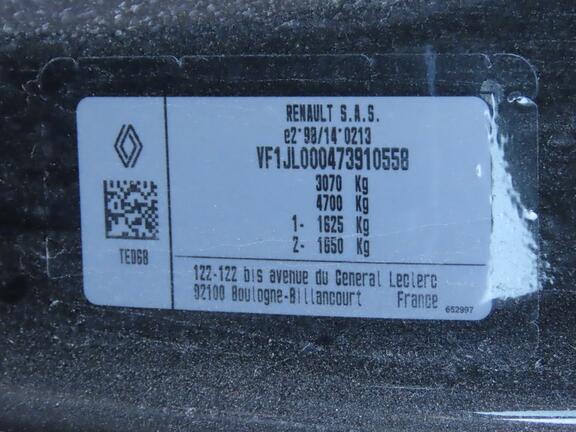 RENAULT S.A.S.
e2*98/14*0213
VF1JL000473910558
3070 Kg
4700 Kg
1- 1625 Kg
2- 1650 Kg
TED68
122-122 bis avenue du General Leclerc
92100 Boulogne-Billancourt France
652997